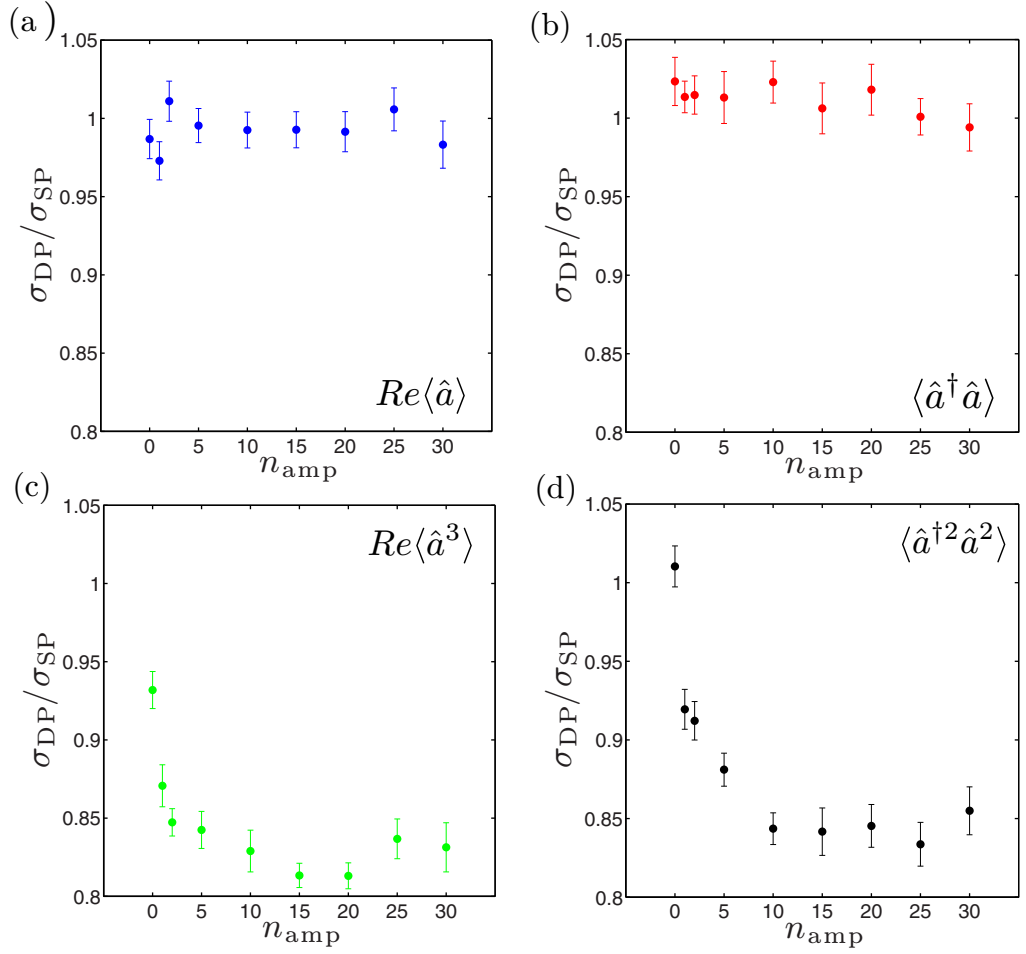 (a) (b)
1.05 1.05
1 1
0.95 0.95
0.9 0.9
0.85 0.85
0.8 0.8
σDP/σSP σDP/σSP
Re⟨â⟩ ⟨â†â⟩
0 5 10 15 20 25 30 0 5 10 15 20 25 30
namp namp
(c) (d)
1.05 1.05
Re⟨â³⟩ ⟨â†²â²⟩
1 1
0.95 0.95
0.9 0.9
0.85 0.85
0.8 0.8
σDP/σSP σDP/σSP
0 5 10 15 20 25 30 0 5 10 15 20 25 30
namp namp